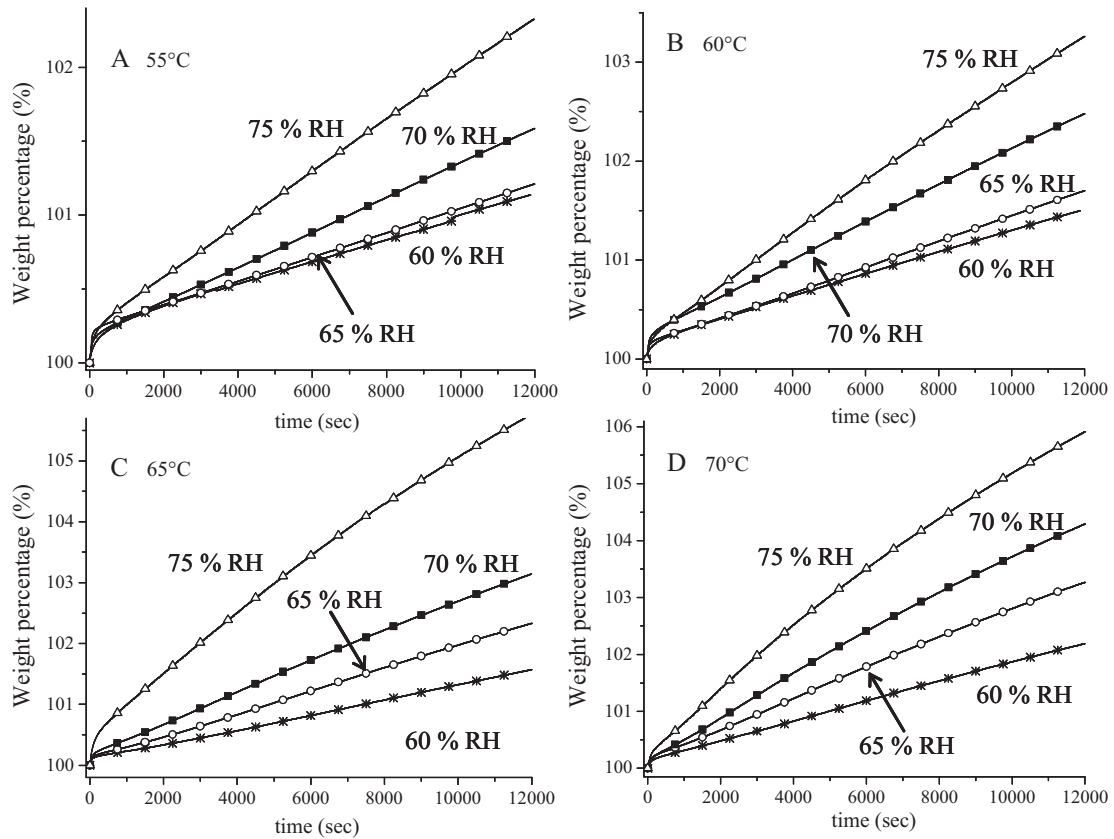 A 55°C
Weight percentage (%)
102
101
100
75 % RH
70 % RH
60 % RH
65 % RH
0 2000 4000 6000 8000 10000 12000
time (sec)
B 60°C
Weight percentage (%)
103
102
101
100
75 % RH
65 % RH
60 % RH
70 % RH
0 2000 4000 6000 8000 10000 12000
time (sec)
C 65°C
Weight percentage (%)
105
104
103
102
101
100
75 % RH
70 % RH
65 % RH
60 % RH
0 2000 4000 6000 8000 10000 12000
time (sec)
D 70°C
Weight percentage (%)
106
105
104
103
102
101
100
70 % RH
75 % RH
60 % RH
65 % RH
0 2000 4000 6000 8000 10000 12000
time (sec)